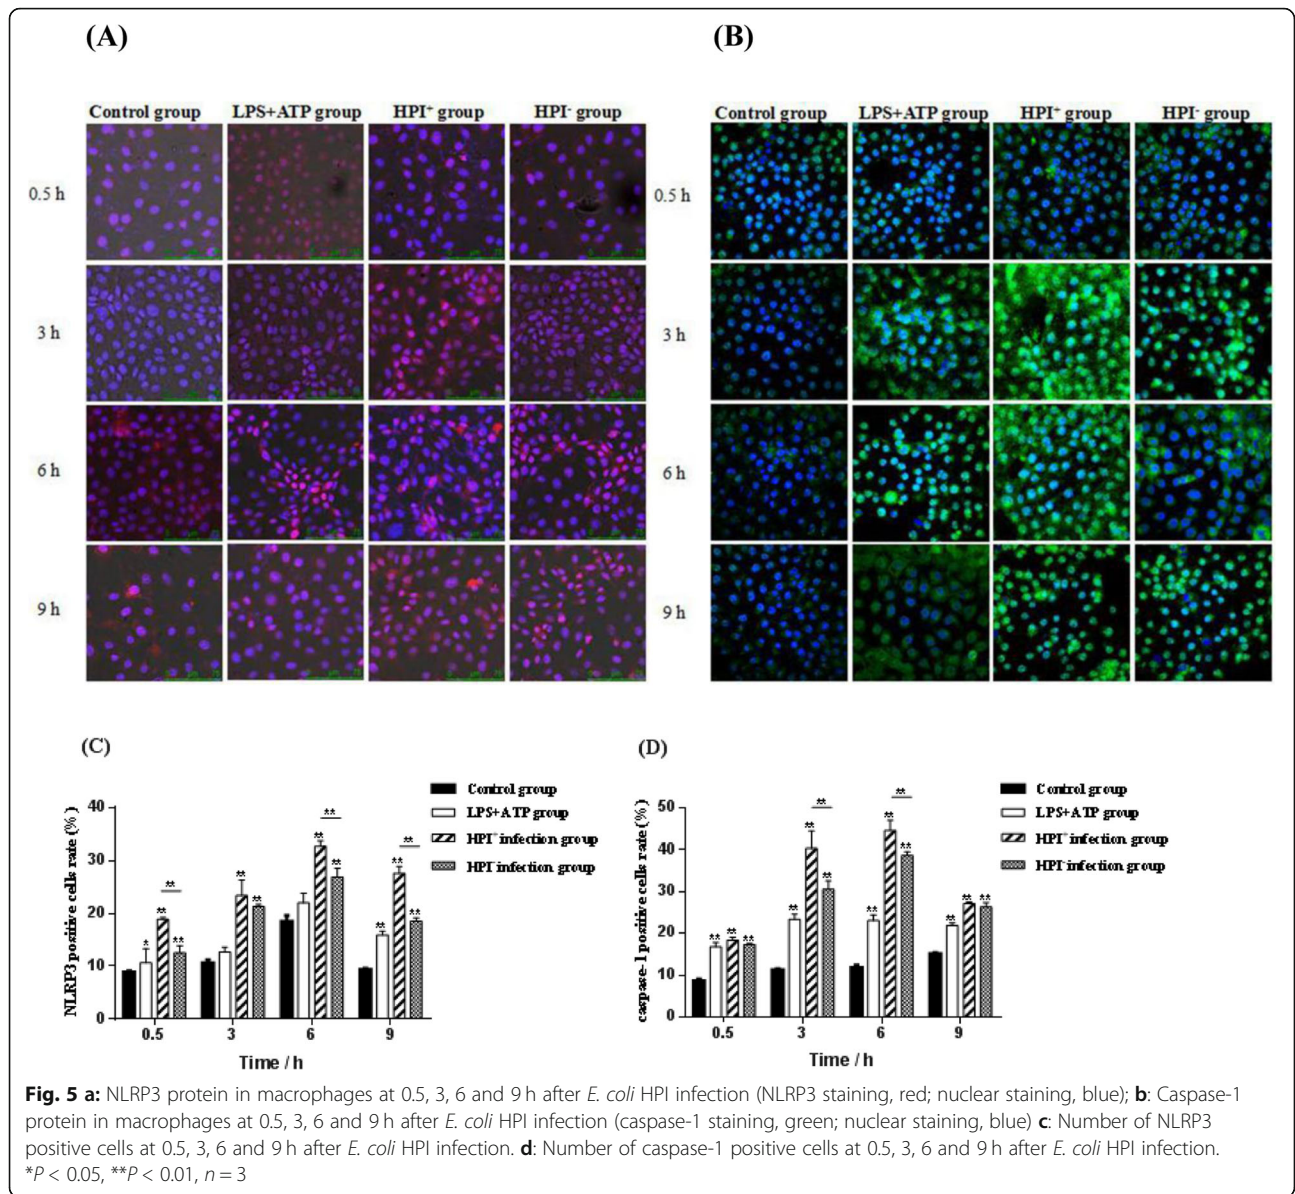 (A)
(B)
Control group LPS+ATP group HPI⁺ group HPI⁻ group
Control group LPS+ATP group HPI⁺ group HPI⁻ group
0.5 h
0.5 h
3 h
3 h
6 h
6 h
9 h
9 h
(C)
Control group
LPS+ATP group
HPI⁺ infection group
HPI⁻ infection group
NLRP3 positive cells rate (%)
40
30
20
10
0
* ** ** **
** **
** ** **
** ** ** **
0.5 3 6 9
Time / h
(D)
Control group
LPS+ATP group
HPI⁺ infection group
HPI⁻ infection group
caspase-1 positive cells rate (%)
50
40
30
20
10
0
** ** **
** ** ** **
** ** ** **
** ** **
0.5 3 6 9
Time / h
Fig. 5 a: NLRP3 protein in macrophages at 0.5, 3, 6 and 9 h after E. coli HPI infection (NLRP3 staining, red; nuclear staining, blue); b: Caspase-1
protein in macrophages at 0.5, 3, 6 and 9 h after E. coli HPI infection (caspase-1 staining, green; nuclear staining, blue) c: Number of NLRP3
positive cells at 0.5, 3, 6 and 9 h after E. coli HPI infection. d: Number of caspase-1 positive cells at 0.5, 3, 6 and 9 h after E. coli HPI infection.
*P < 0.05, **P < 0.01, n = 3